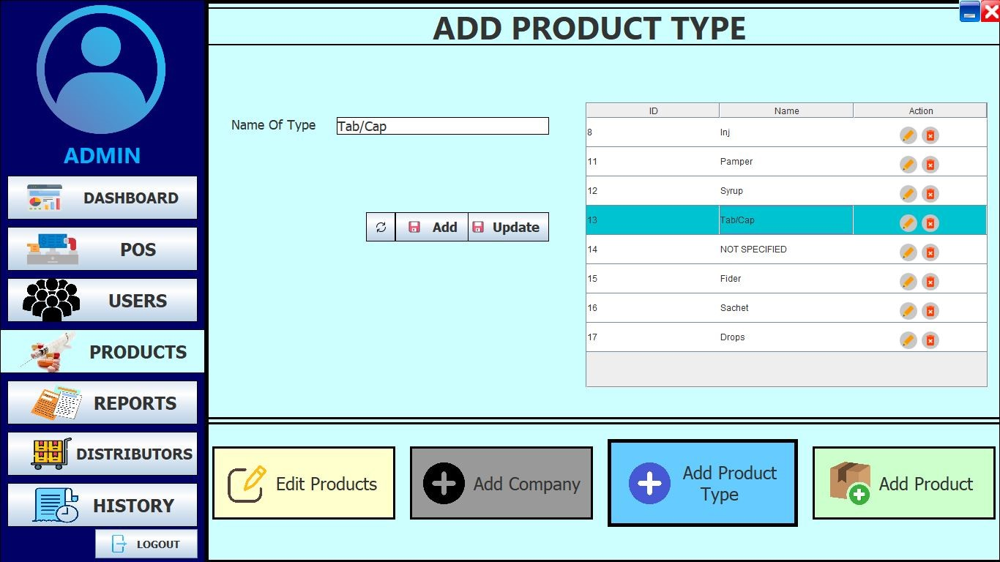 ADD PRODUCT TYPE
ADMIN
DASHBOARD
POS
USERS
PRODUCTS
REPORTS
DISTRIBUTORS
HISTORY
LOGOUT
Name Of Type Tab/Cap
Add Update
ID Name Action
8 Inj
11 Pamper
12 Syrup
13 Tab/Cap
14 NOT SPECIFIED
15 Fider
16 Sachet
17 Drops
Edit Products
Add Company
Add Product
Type
Add Product